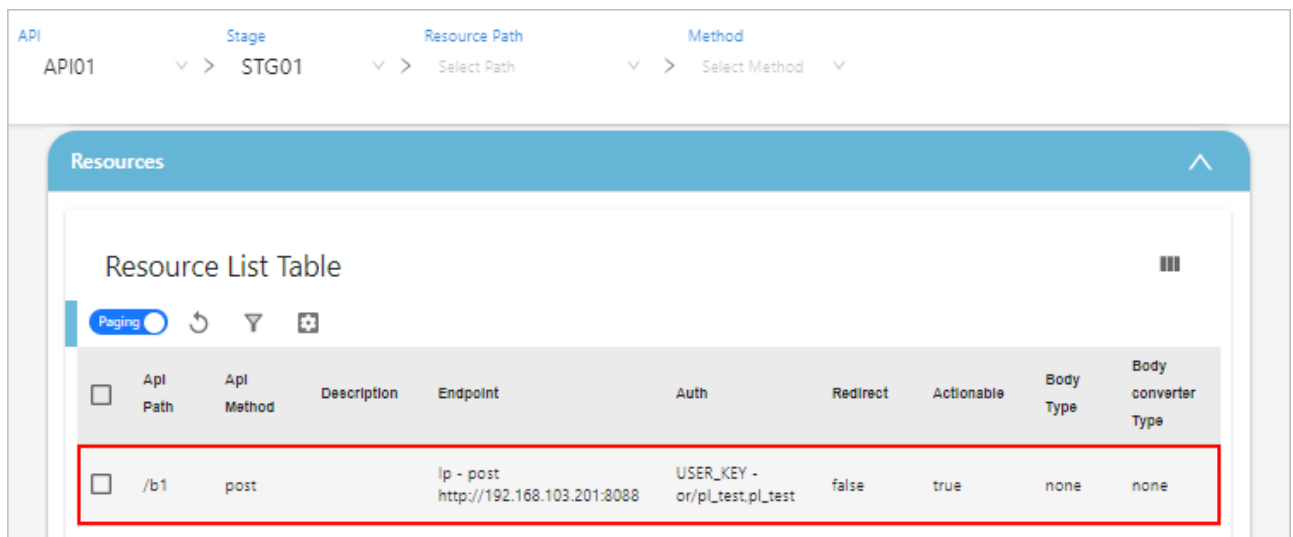 API Stage Resource Path Method
API01 > STG01 > Select Path > Select Method
Resources
Resource List Table
Paging
Api Path Api Method Description Endpoint Auth Redirect Actionable Body Type Body converter Type
/b1 post Ip - post http://192.168.103.201:8088 USER_KEY - or/pl_test,pl_test false true none none